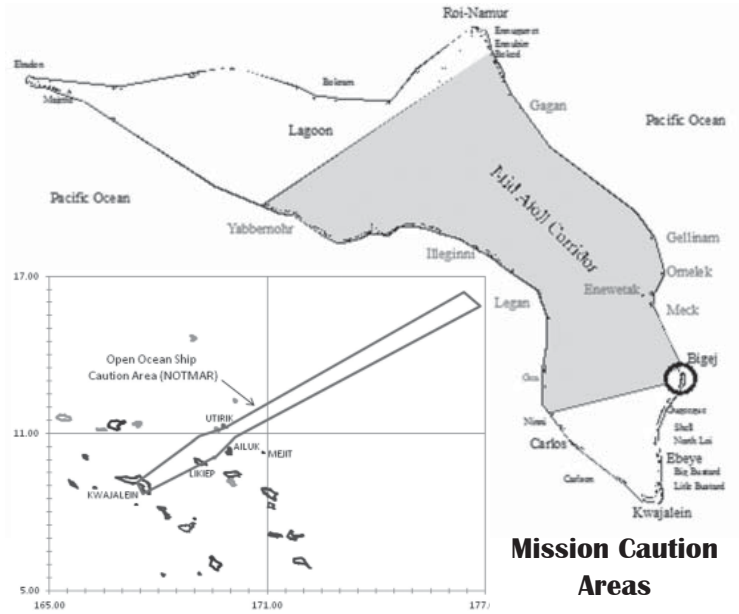 Roi-Namur
Ennugarret
Ennubirr
Ebadon
Boked
Gagan
Lagoon
Pacific Ocean
Pacific Ocean
Mid Atoll Corridor
Yabbernohr
Gellinam
Illeginni
Omelek
17.00
Enewetak
Legan
Meck
Open Ocean Ship
Caution Area (NOTMAR)
Bigej
UTIRIK
11.00
Ninni
Shell
Carlos
North Loi
AILUK
MEJIT
LIKIEP
Ebeye
Big Bustard
Carlson
Little Bustard
KWAJALEIN
Kwajalein
Mission Caution
Areas
5.00
165.00
171.00
177.